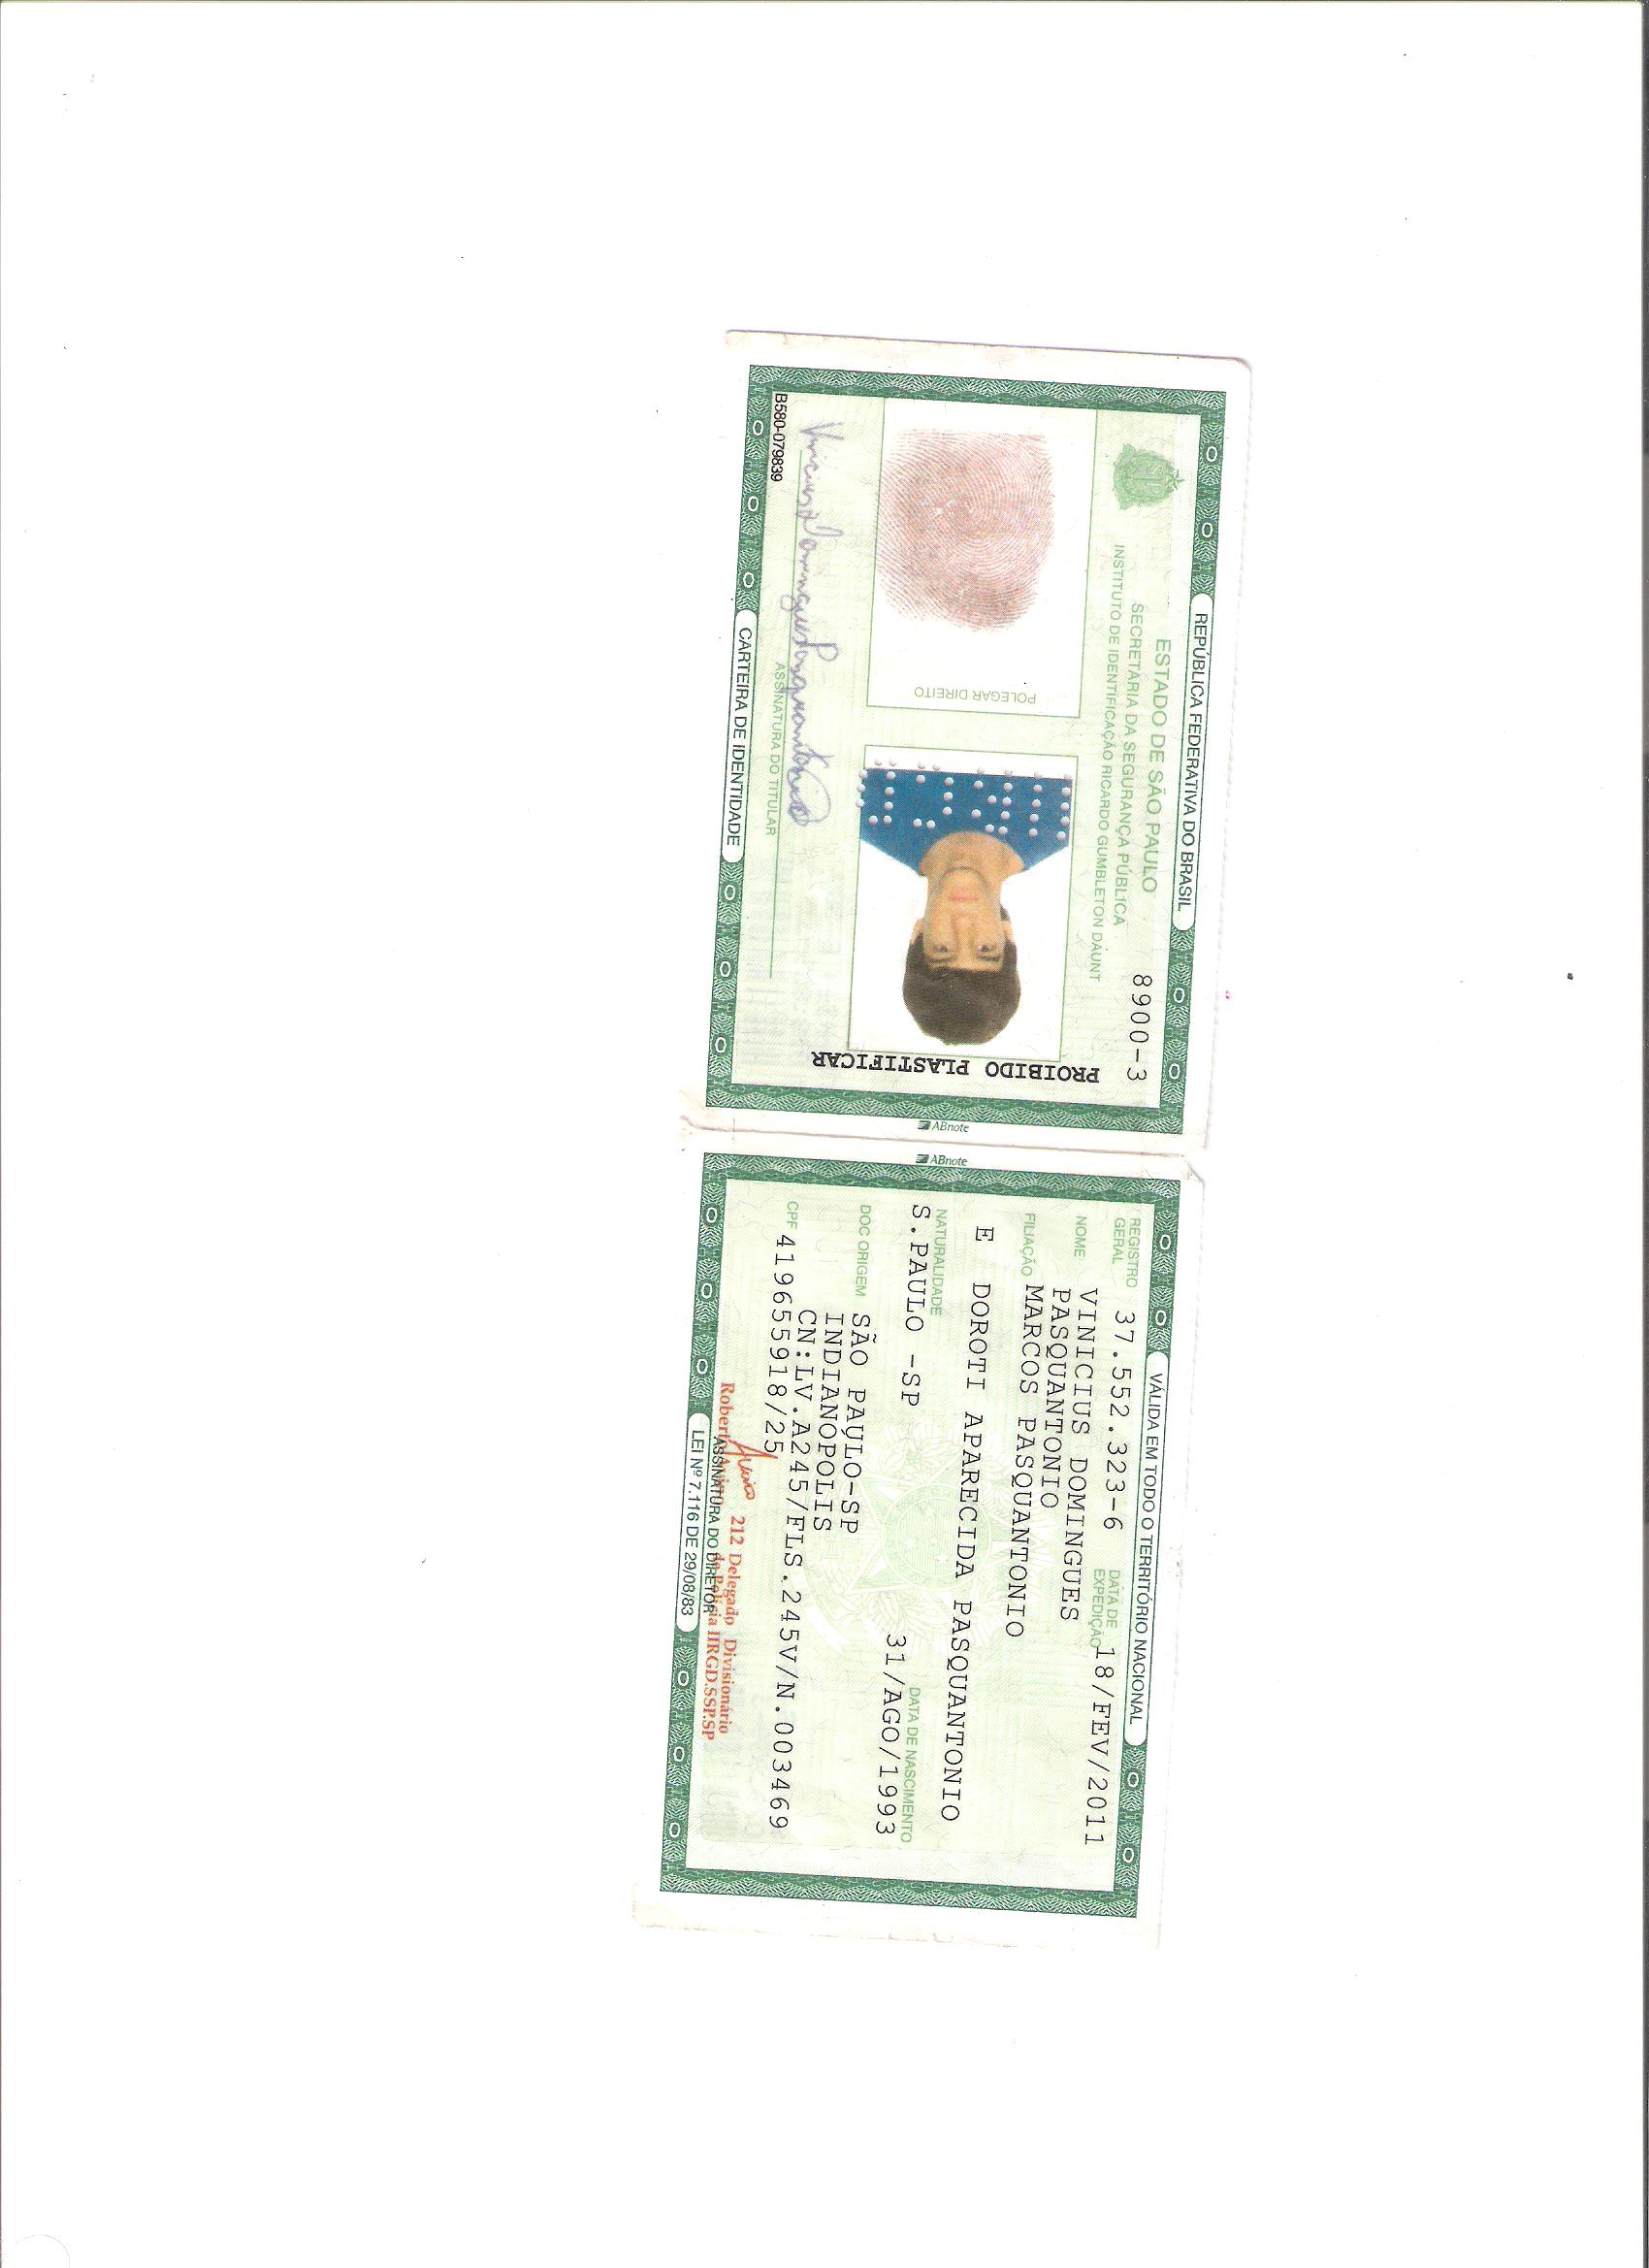 REPÚBLICA FEDERATIVA DO BRASIL
ESTADO DE SÃO PAULO
8900-3
SECRETARIA DA SEGURANÇA PÚBLICA
INSTITUTO DE IDENTIFICAÇÃO RICARDO GUMBLETON DAUNT
POLEGAR DIREITO
PROIBIDO PLASTIFICAR
Vinicius Domingues Pasquantonio
ASSINATURA DO TITULAR
B580-079839
CARTEIRA DE IDENTIDADE
ABnote
ABnote
VÁLIDA EM TODO O TERRITÓRIO NACIONAL
REGISTRO GERAL 37.552.323-6 DATA DE EXPEDIÇÃO 18/FEV/2011
NOME VINICIUS DOMINGUES
PASQUANTONIO
FILIAÇÃO MARCOS PASQUANTONIO
E DOROTI APARECIDA PASQUANTONIO
NATURALIDADE DATA DE NASCIMENTO
S.PAULO -SP 31/AGO/1993
DOC ORIGEM SÃO PAULO-SP
INDIANOPOLIS
CN:LV.A245/FLS.245V/N.003469
CPF 419655918/25
212 Delegado Divisionário
de Polícia IIRGD.SSP.SP
ASSINATURA DO DIRETOR
LEI Nº 7.116 DE 29/08/83